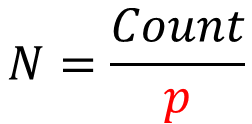 N = Count / p